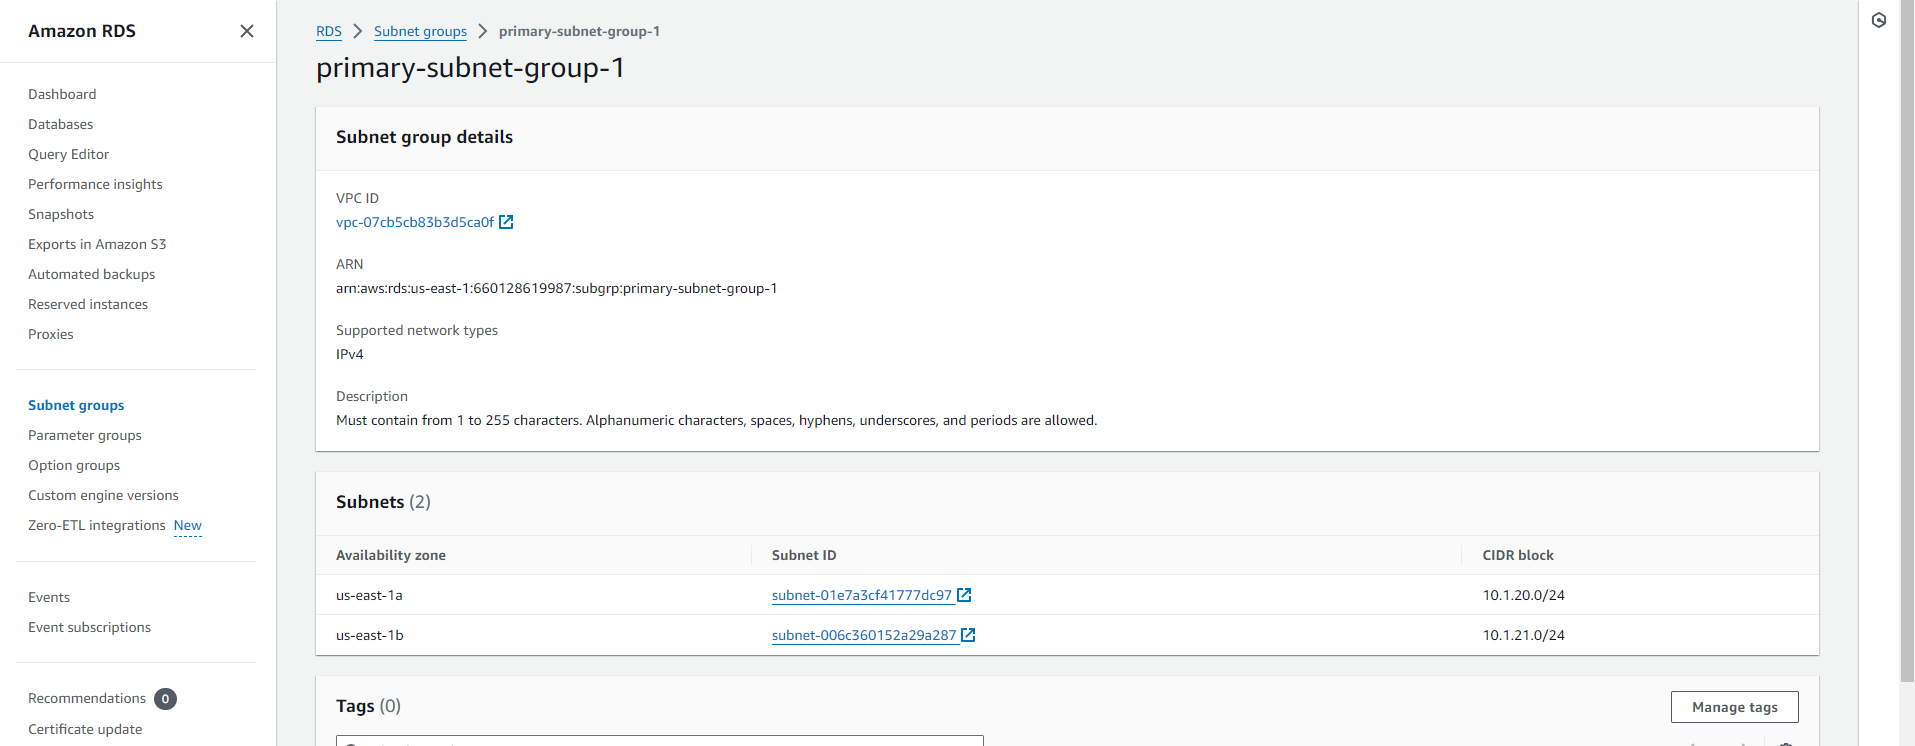 Amazon RDS
Dashboard
Databases
Query Editor
Performance insights
Snapshots
Exports in Amazon S3
Automated backups
Reserved instances
Proxies
Subnet groups
Parameter groups
Option groups
Custom engine versions
Zero-ETL integrations New
Events
Event subscriptions
Recommendations 0
Certificate update
RDS Subnet groups primary-subnet-group-1
primary-subnet-group-1
Subnet group details
VPC ID
vpc-07cb5cb83b3d5ca0f
ARN
arn:aws:rds:us-east-1:660128619987:subgrp:primary-subnet-group-1
Supported network types
IPv4
Description
Must contain from 1 to 255 characters. Alphanumeric characters, spaces, hyphens, underscores, and periods are allowed.
Subnets (2)
Availability zone Subnet ID CIDR block
us-east-1a subnet-01e7a3cf41777dc97 10.1.20.0/24
us-east-1b subnet-006c360152a29a287 10.1.21.0/24
Tags (0) Manage tags